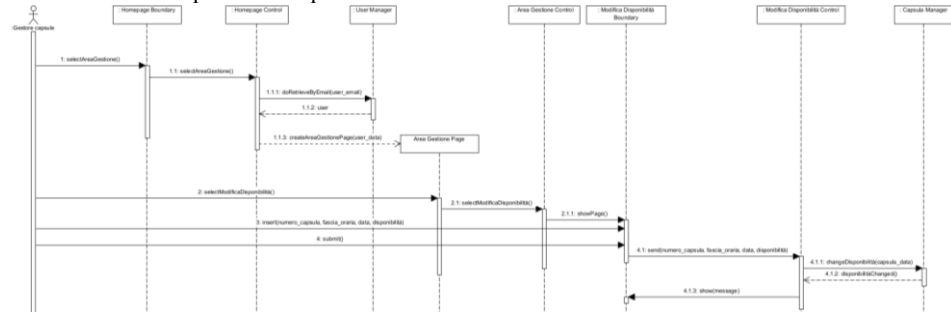 : Homepage Boundary
: Homepage Control
: User Manager
: Area Gestione Control
: Modifica Disponibilità
Boundary
: Modifica Disponibilità Control
: Capsula Manager
:Gestore capsula
1: selectAreaGestione()
1.1: selectAreaGestione()
1.1.1: doRetrieveByEmail(user_email)
1.1.2: user
1.1.3: createAreaGestionePage(user_data)
Area Gestione Page
2: selectModificaDisponibilità()
2.1: selectModificaDisponibilità()
2.1.1: showPage()
3: insert(numero_capsula, fascia_oraria, data, disponibilità)
4: submit()
4.1: send(numero_capsula, fascia_oraria, data, disponibilità)
4.1.1: changeDisponibilità(capsula_data)
4.1.2: disponibilitàChanged()
4.1.3: show(message)